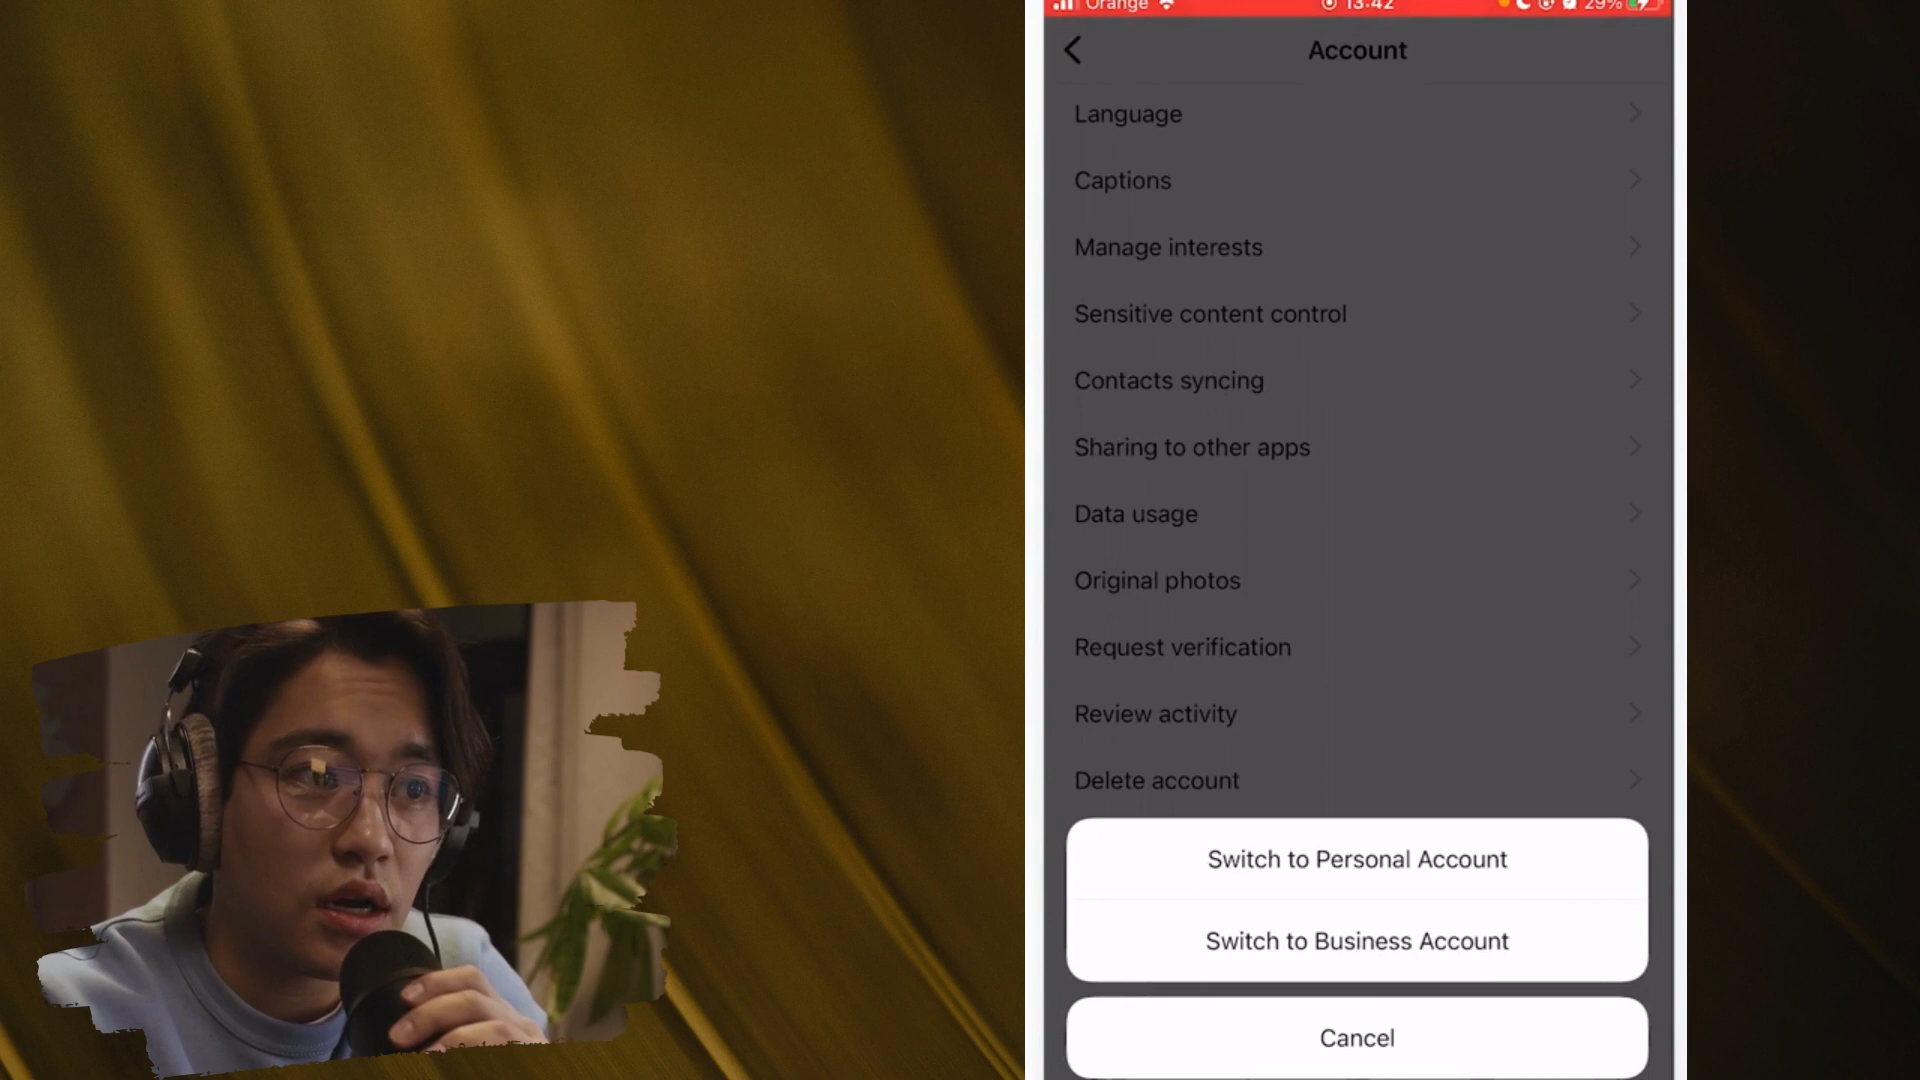 Orange 13:42 29%
Account
Language
Captions
Manage interests
Sensitive content control
Contacts syncing
Sharing to other apps
Data usage
Original photos
Request verification
Review activity
Delete account
Switch to Personal Account
Switch to Business Account
Cancel